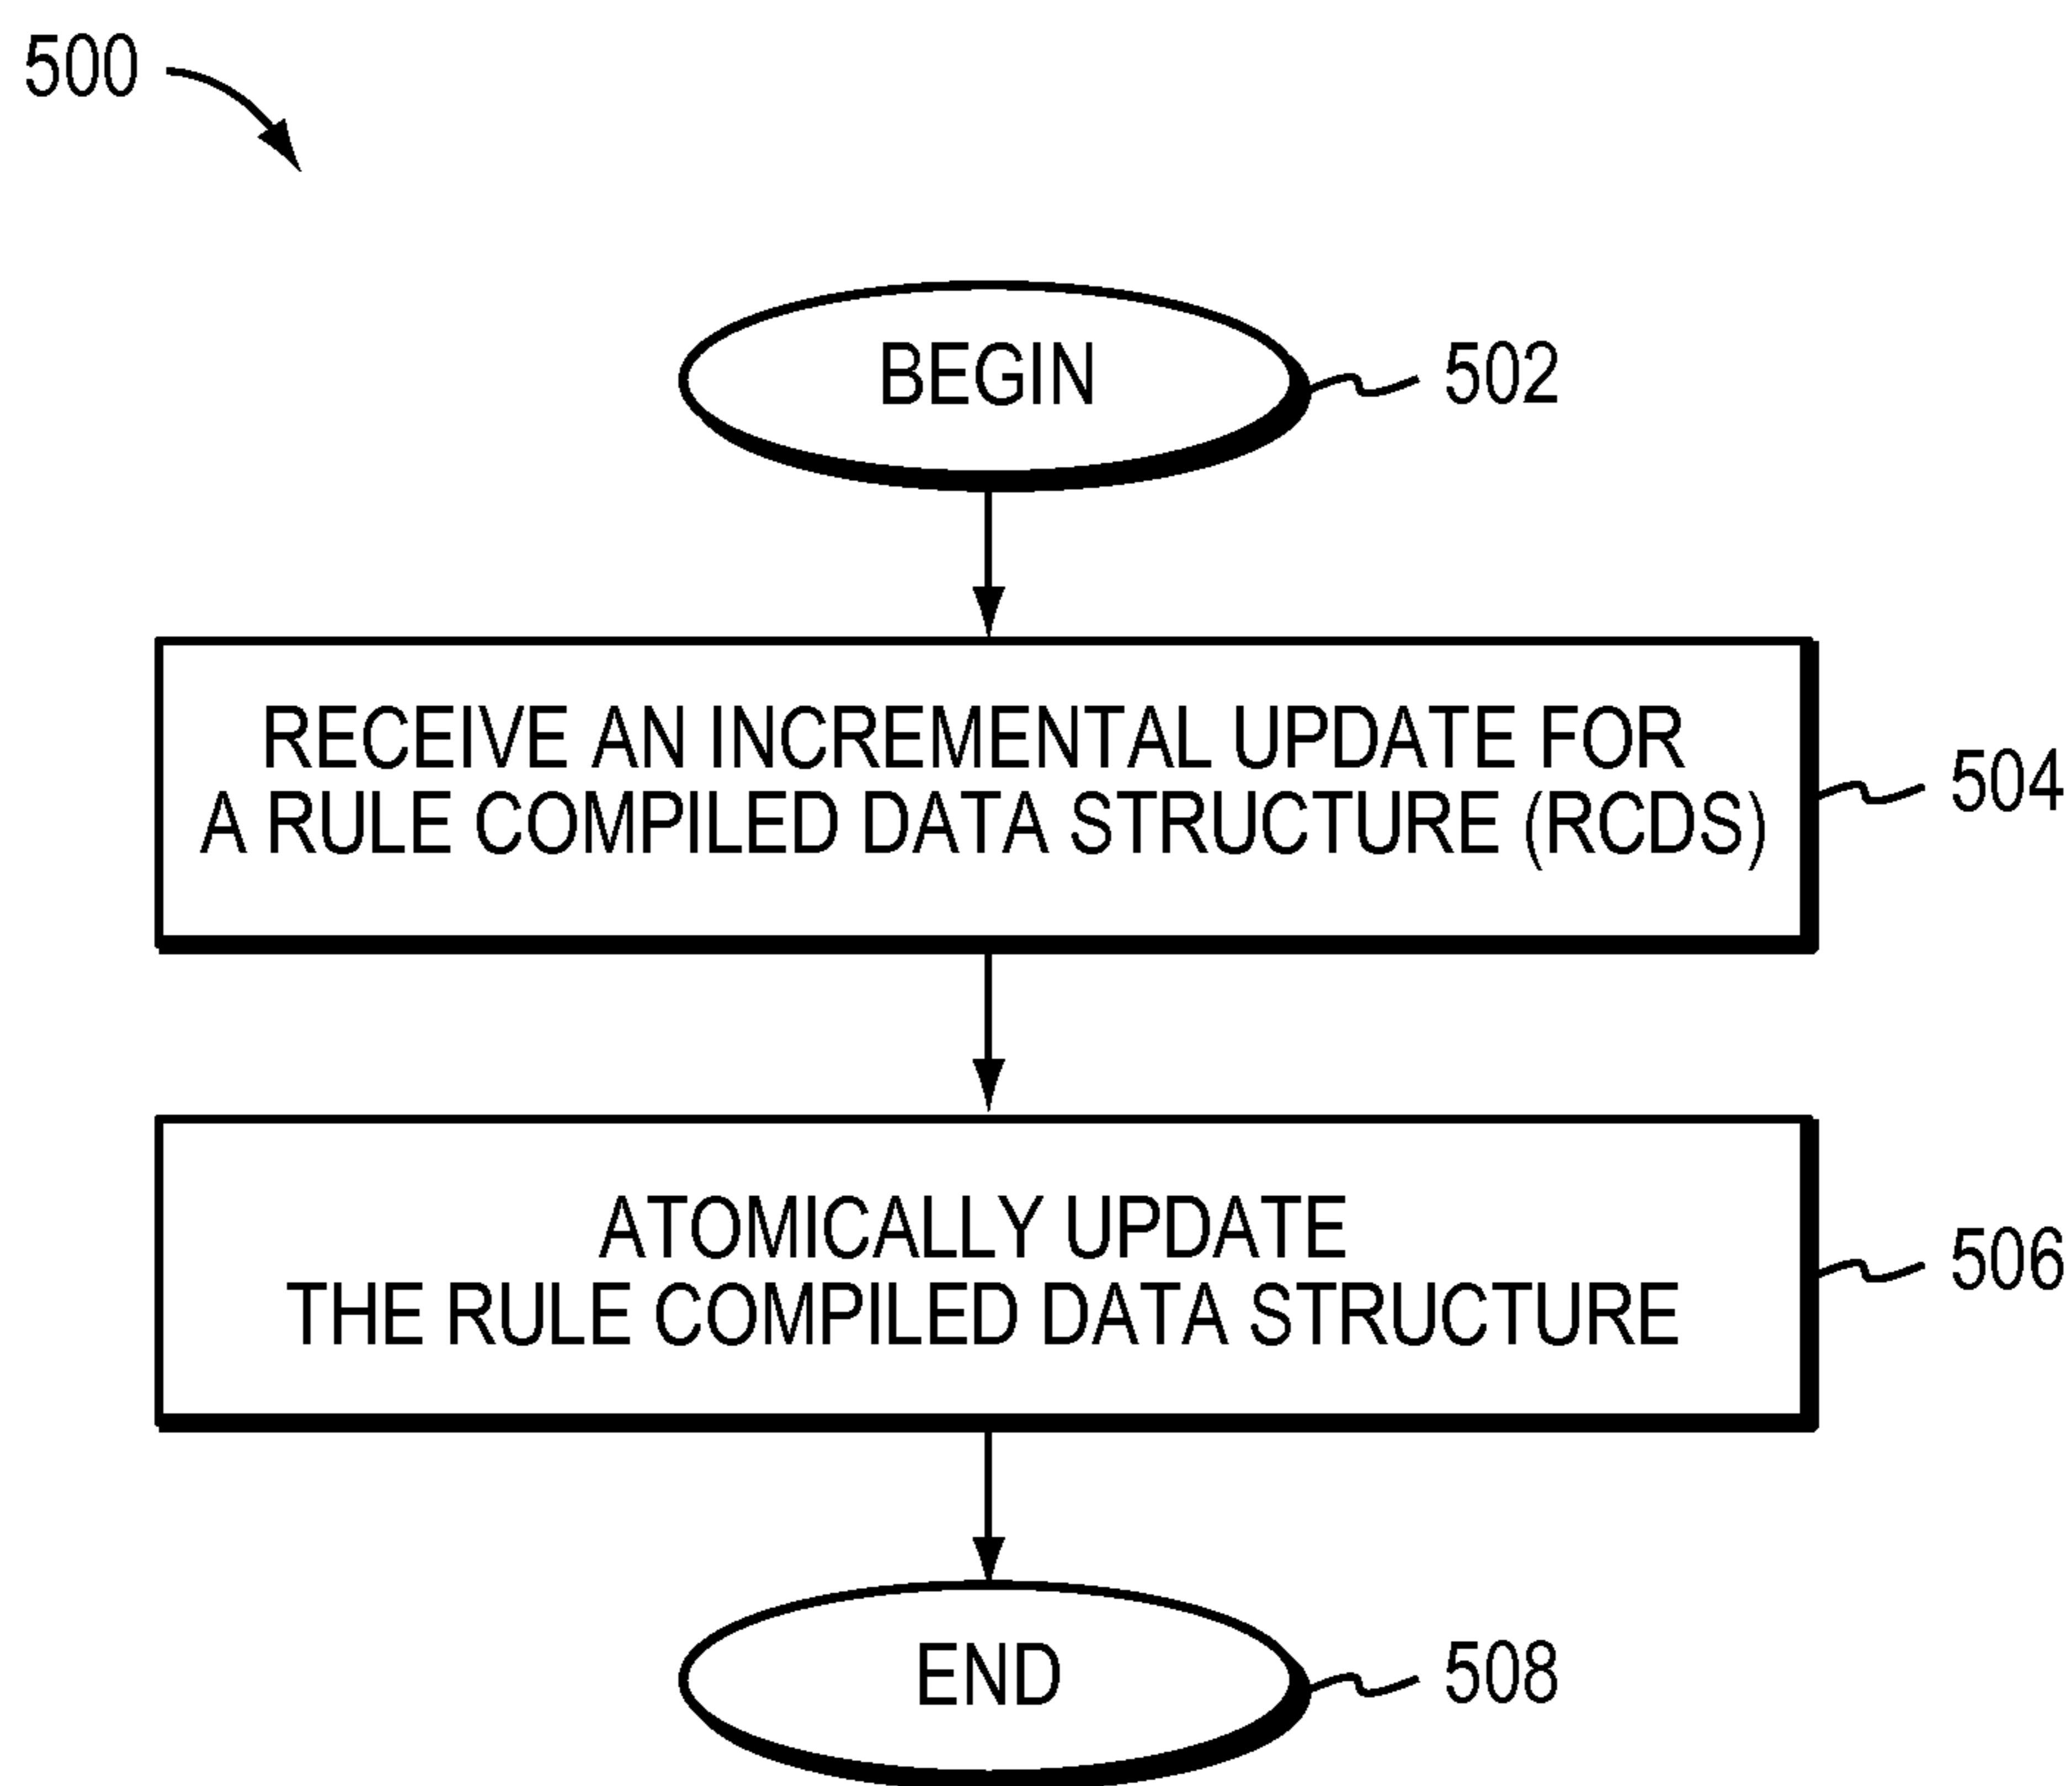 500
BEGIN
502
RECEIVE AN INCREMENTAL UPDATE FOR
A RULE COMPILED DATA STRUCTURE (RCDS)
504
ATOMICALLY UPDATE
THE RULE COMPILED DATA STRUCTURE
506
END
508